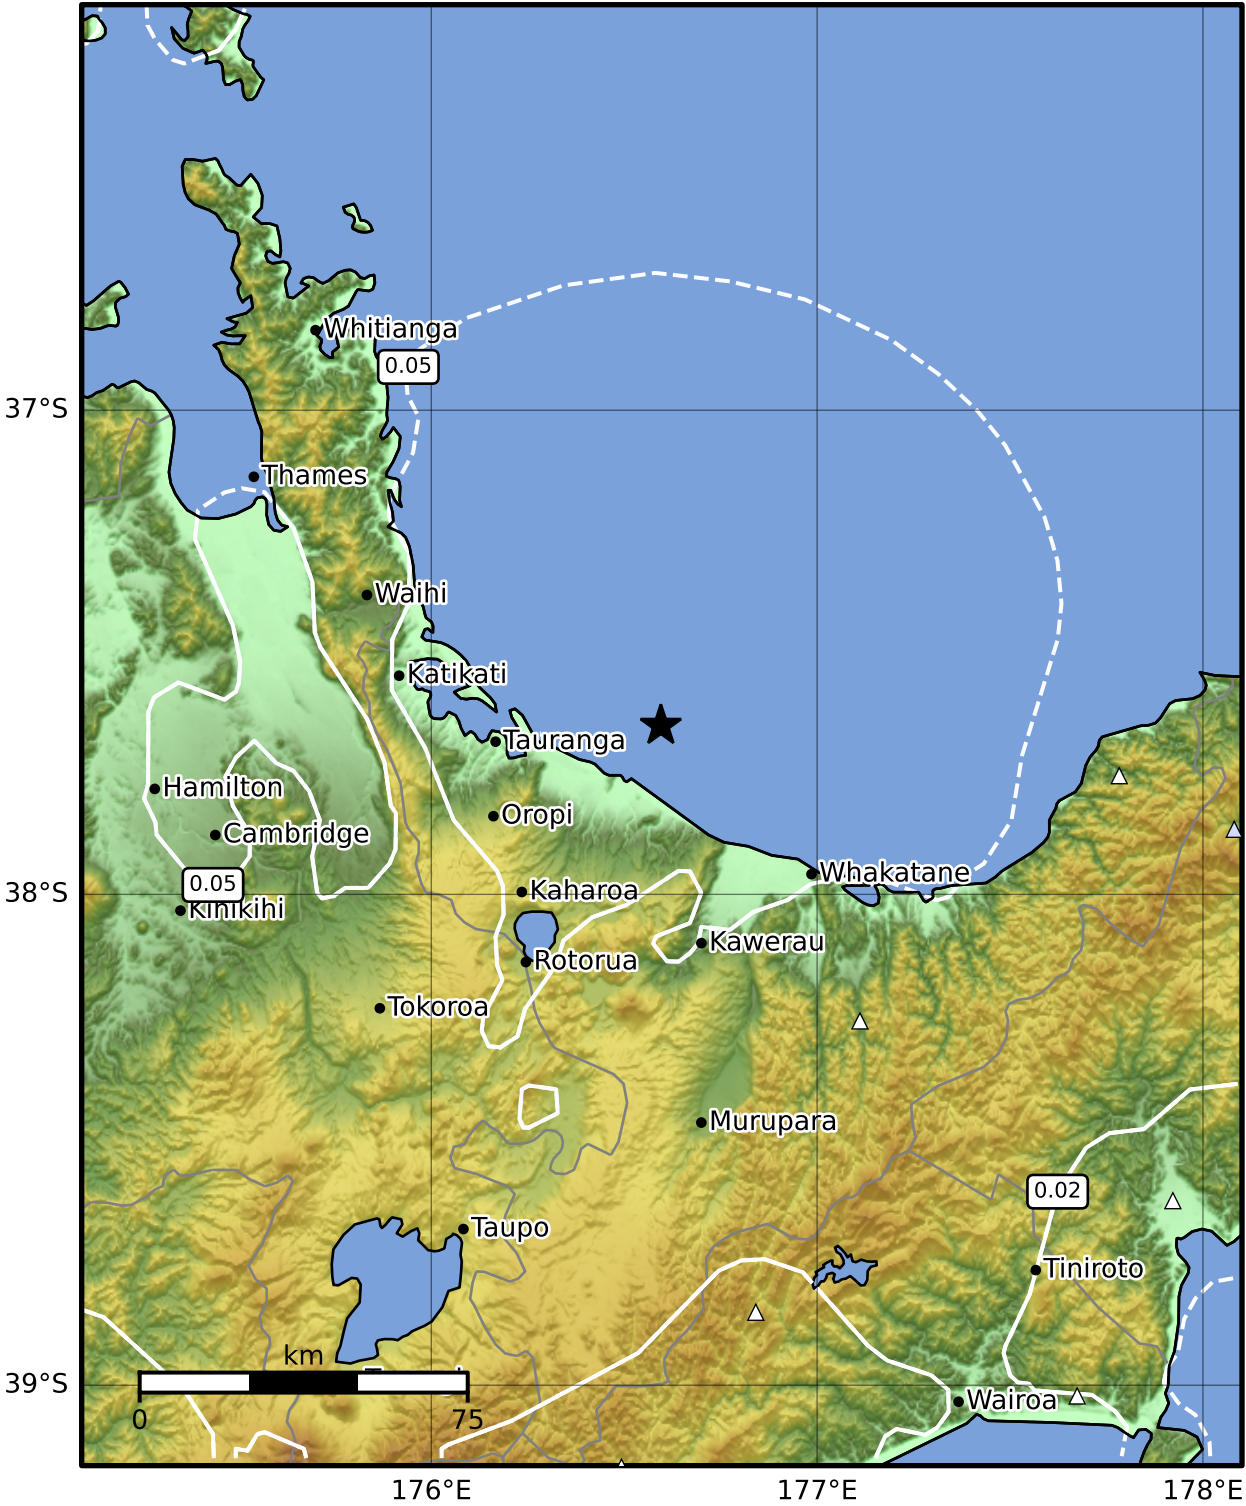 Whitianga
0.05
37°S
Thames
Waihi
Katikati
Tauranga
Hamilton
Oropi
Cambridge
Whakatane
0.05
38°S
Kaharoa
Kihikihi
Kawerau
Rotorua
Tokoroa
Murupara
0.02
Taupo
Tiniroto
km
39°S
Wairoa
0
75
176°E
177°E
178°E